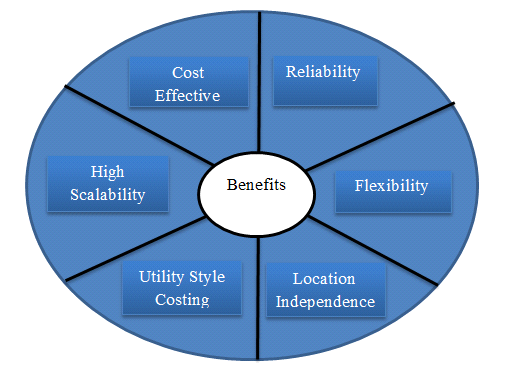 Cost
Effective
Reliability
High
Scalability
Benefits
Flexibility
Utility Style
Costing
Location
Independence